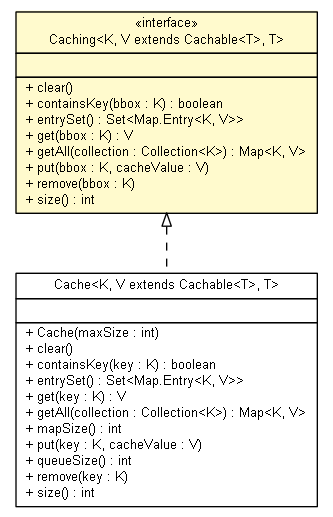 «interface»
Caching<K, V extends Cachable<T>, T>
+ clear()
+ containsKey(bbox : K) : boolean
+ entrySet() : Set<Map.Entry<K, V>>
+ get(bbox : K) : V
+ getAll(collection : Collection<K>) : Map<K, V>
+ put(bbox : K, cacheValue : V)
+ remove(bbox : K)
+ size() : int
Cache<K, V extends Cachable<T>, T>
+ Cache(maxSize : int)
+ clear()
+ containsKey(key : K) : boolean
+ entrySet() : Set<Map.Entry<K, V>>
+ get(key : K) : V
+ getAll(collection : Collection<K>) : Map<K, V>
+ mapSize() : int
+ put(key : K, cacheValue : V)
+ queueSize() : int
+ remove(key : K)
+ size() : int